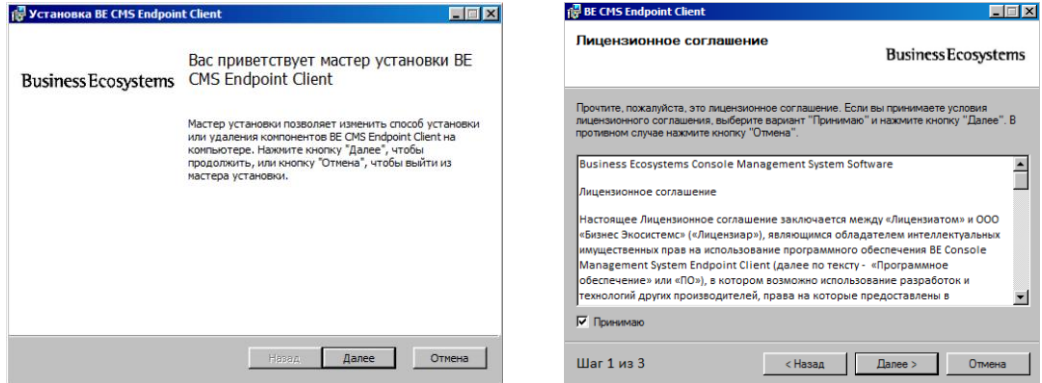 Установка BE CMS Endpoint Client
Business Ecosystems
Вас приветствует мастер установки BE
CMS Endpoint Client
Мастер установки позволяет изменить способ установки
или удаления компонентов BE CMS Endpoint Client на
компьютере. Нажмите кнопку "Далее", чтобы
продолжить, или кнопку "Отмена", чтобы выйти из
мастера установки.
Назад
Далее
Отмена
BE CMS Endpoint Client
Лицензионное соглашение
Business Ecosystems
Прочтите, пожалуйста, это лицензионное соглашение. Если вы принимаете условия
лицензионного соглашения, выберите вариант "Принимаю" и нажмите кнопку "Далее". В
противном случае нажмите кнопку "Отмена".
Business Ecosystems Console Management System Software
Лицензионное соглашение
Настоящее Лицензионное соглашение заключается между «Лицензиатом» и ООО
«Бизнес Экосистемс» («Лицензиар»), являющимся обладателем интеллектуальных
имущественных прав на использование программного обеспечения BE Console
Management System Endpoint Client (далее по тексту - «Программное
обеспечение» или «ПО»), в котором возможно использование разработок и
технологий других производителей, права на которые предоставлены в
Принимаю
Шаг 1 из 3
< Назад
Далее >
Отмена